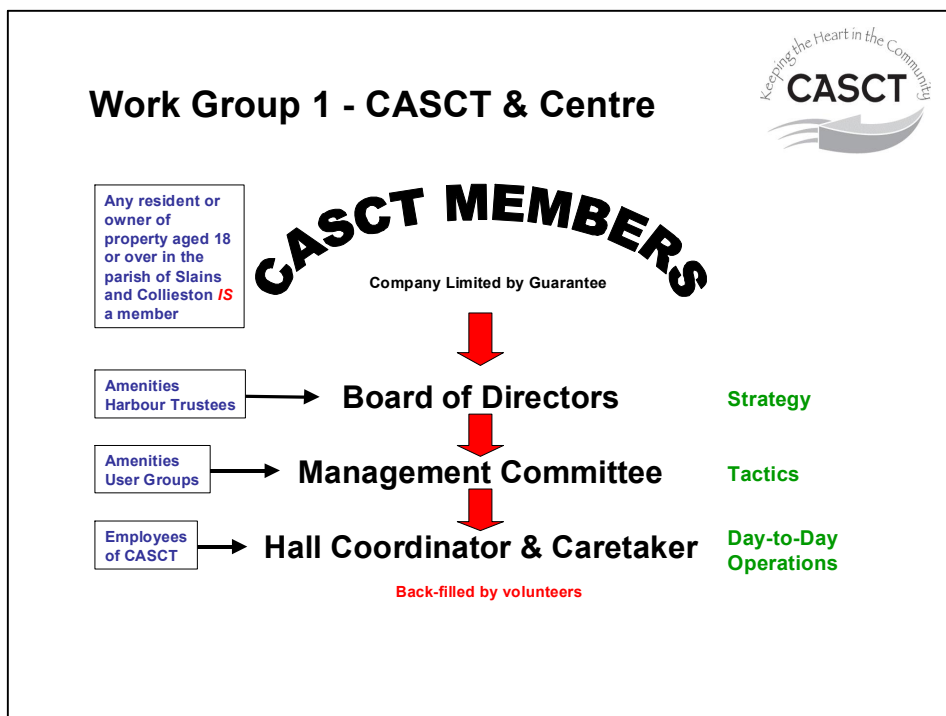 Keeping the Heart in the Community
CASCT
Work Group 1 - CASCT & Centre
CASCT MEMBERS
Any resident or
owner of
property aged 18
or over in the
parish of Slains
and Collieston IS
a member
Company Limited by Guarantee
Amenities
Harbour Trustees
Board of Directors
Strategy
Amenities
User Groups
Management Committee
Tactics
Employees
of CASCT
Hall Coordinator & Caretaker
Day-to-Day
Operations
Back-filled by volunteers